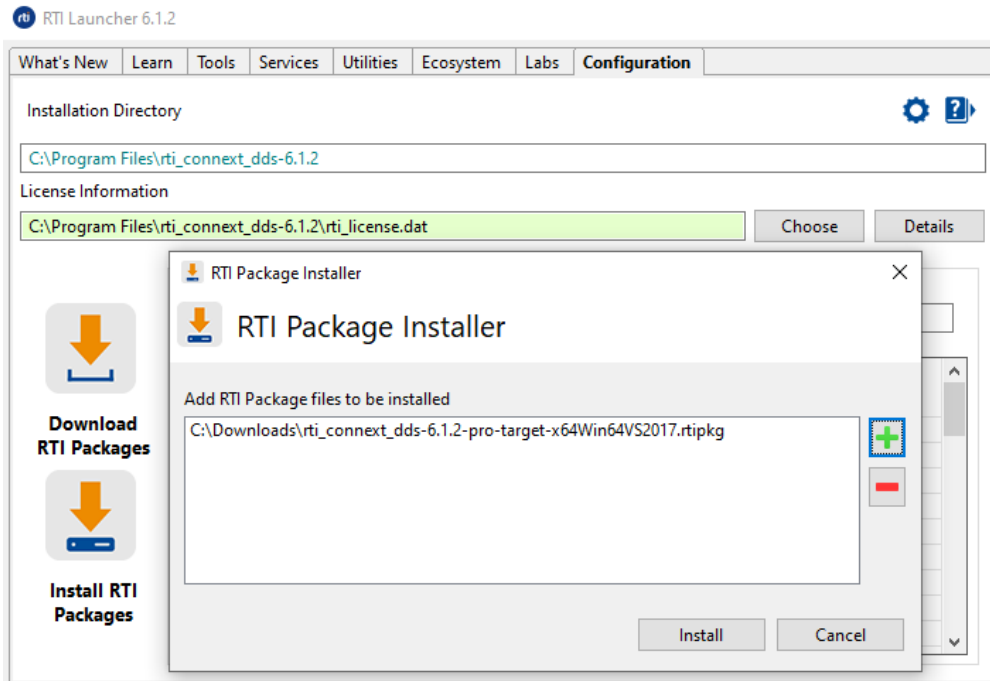 rti RTI Launcher 6.1.2
What's New Learn Tools Services Utilities Ecosystem Labs Configuration
Installation Directory
?
C:\Program Files\rti_connext_dds-6.1.2
License Information
C:\Program Files\rti_connext_dds-6.1.2\rti_license.dat Choose Details
RTI Package Installer
RTI Package Installer
Add RTI Package files to be installed
C:\Downloads\rti_connext_dds-6.1.2-pro-target-x64Win64VS2017.rtipkg
Download
RTI Packages
Install RTI
Packages
Install Cancel